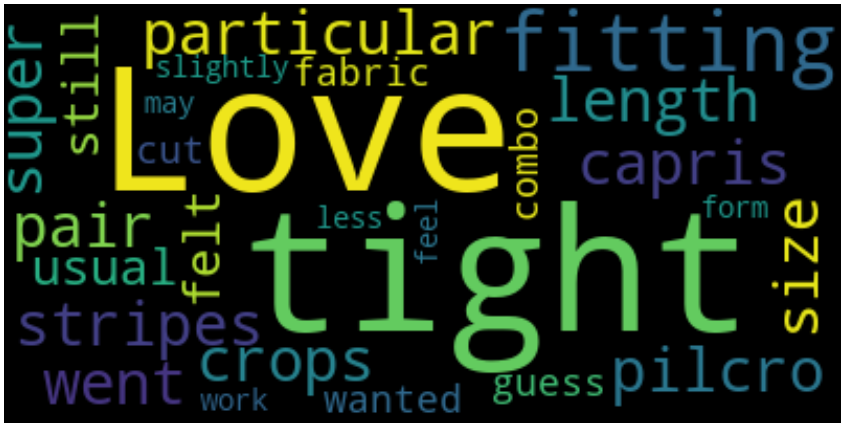 super
still
particular
fitting
slightly
fabric
may
Love
length
cut
combo
capris
pair
felt
less
feel
tight
form
size
usual
stripes
crops
went
work
wanted
guess
pilcro